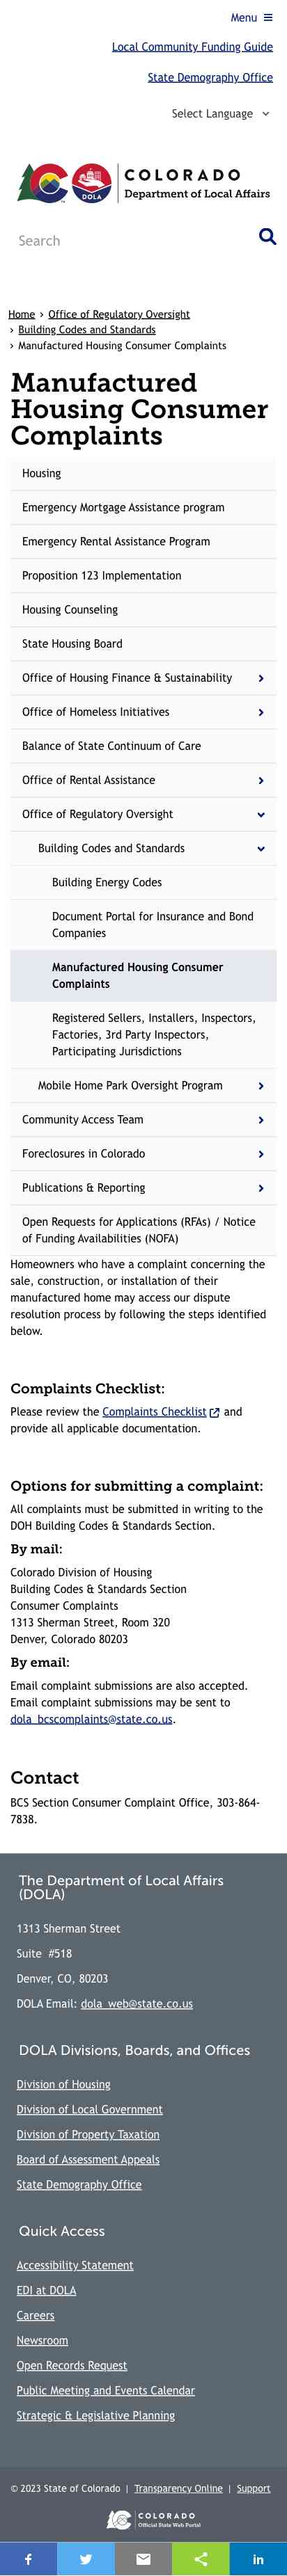 Menu
Local Community Funding Guide
State Demography Office
Select Language
COLORADO
Department of Local Affairs
DOLA
Search
Home › Office of Regulatory Oversight
› Building Codes and Standards
› Manufactured Housing Consumer Complaints
Manufactured
Housing Consumer
Complaints
Housing
Emergency Mortgage Assistance program
Emergency Rental Assistance Program
Proposition 123 Implementation
Housing Counseling
State Housing Board
Office of Housing Finance & Sustainability
Office of Homeless Initiatives
Balance of State Continuum of Care
Office of Rental Assistance
Office of Regulatory Oversight
Building Codes and Standards
Building Energy Codes
Document Portal for Insurance and Bond
Companies
Manufactured Housing Consumer
Complaints
Registered Sellers, Installers, Inspectors,
Factories, 3rd Party Inspectors,
Participating Jurisdictions
Mobile Home Park Oversight Program
Community Access Team
Foreclosures in Colorado
Publications & Reporting
Open Requests for Applications (RFAs) / Notice
of Funding Availabilities (NOFA)
Homeowners who have a complaint concerning the
sale, construction, or installation of their
manufactured home may access our dispute
resolution process by following the steps identified
below.
Complaints Checklist:
Please review the Complaints Checklist and
provide all applicable documentation.
Options for submitting a complaint:
All complaints must be submitted in writing to the
DOH Building Codes & Standards Section.
By mail:
Colorado Division of Housing
Building Codes & Standards Section
Consumer Complaints
1313 Sherman Street, Room 320
Denver, Colorado 80203
By email:
Email complaint submissions are also accepted.
Email complaint submissions may be sent to
dola_bcscomplaints@state.co.us.
Contact
BCS Section Consumer Complaint Office, 303-864-
7838.
The Department of Local Affairs
(DOLA)
1313 Sherman Street
Suite #518
Denver, CO, 80203
DOLA Email: dola_web@state.co.us
DOLA Divisions, Boards, and Offices
Division of Housing
Division of Local Government
Division of Property Taxation
Board of Assessment Appeals
State Demography Office
Quick Access
Accessibility Statement
EDI at DOLA
Careers
Newsroom
Open Records Request
Public Meeting and Events Calendar
Strategic & Legislative Planning
© 2023 State of Colorado | Transparency Online | Support
COLORADO
Official State Web Portal